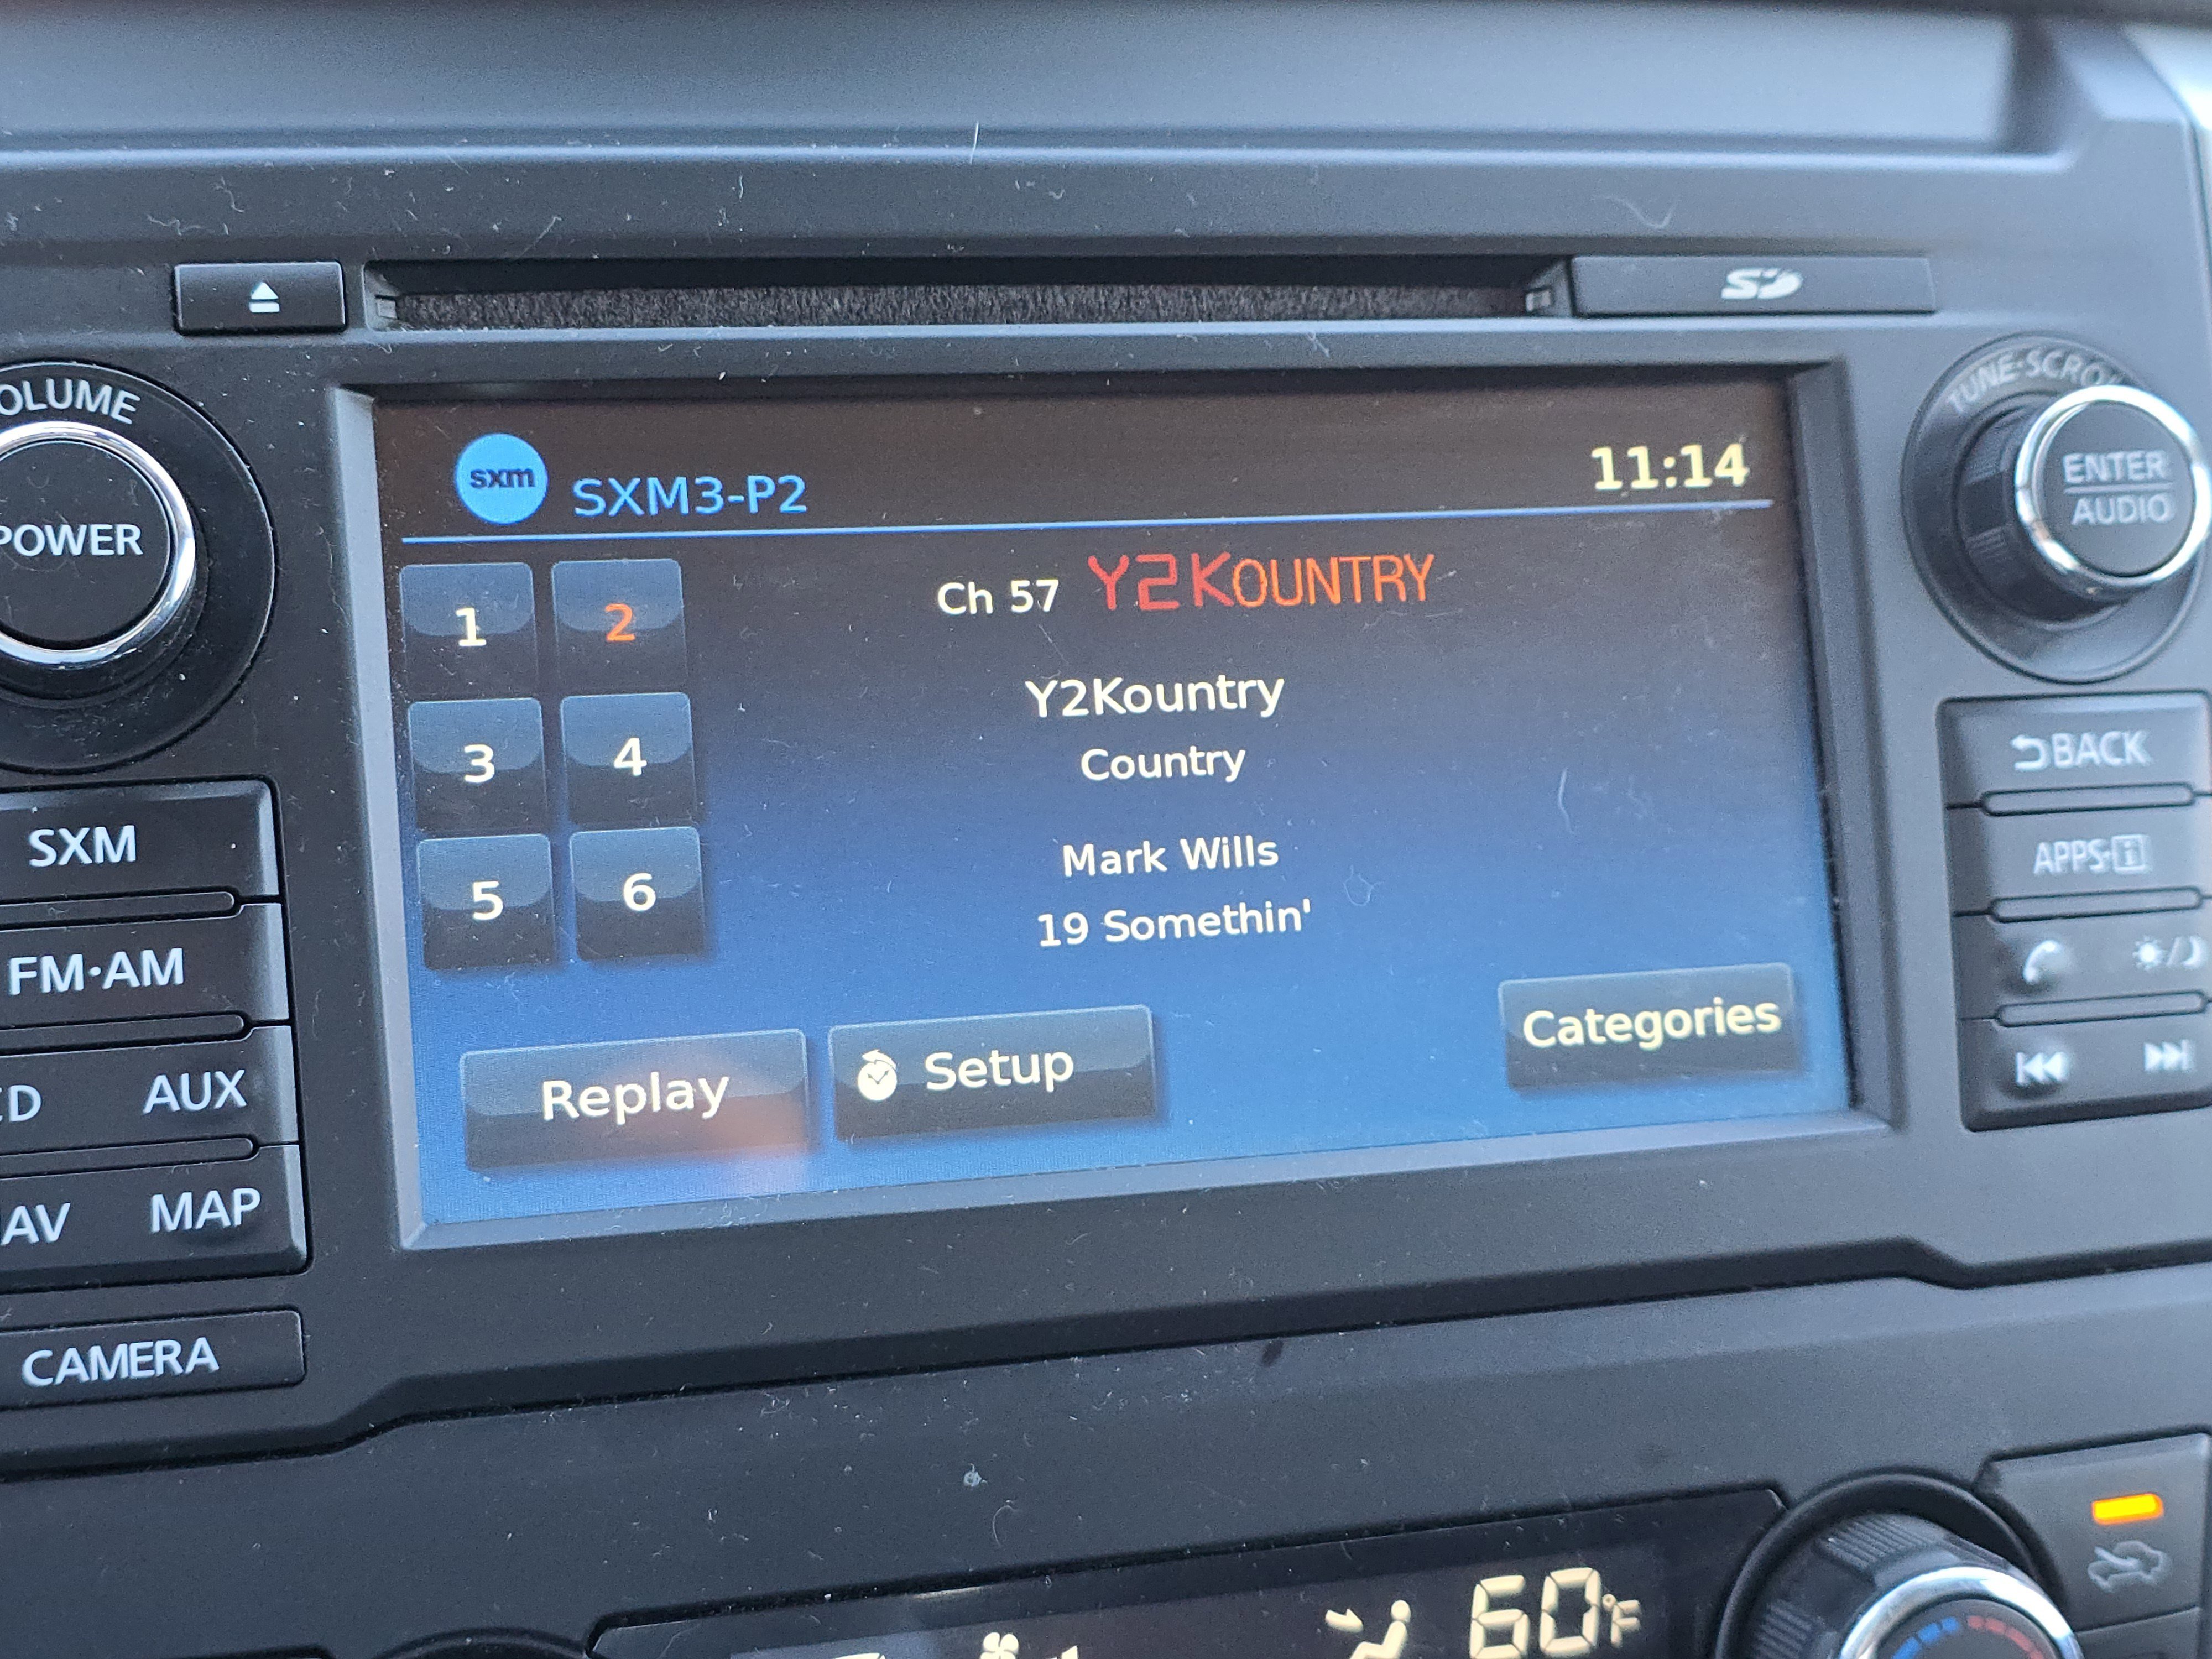 SD
OLUME
POWER
TUNE·SCRO
ENTER
AUDIO
sxm
SXM3-P2
11:14
1
2
Ch 57
Y2KOUNTRY
Y2Kountry
3
4
Country
BACK
SXM
APPS·i
Mark Wills
5
6
19 Somethin'
FM·AM
Categories
Replay
Setup
CD
AUX
AV
MAP
CAMERA
60°F